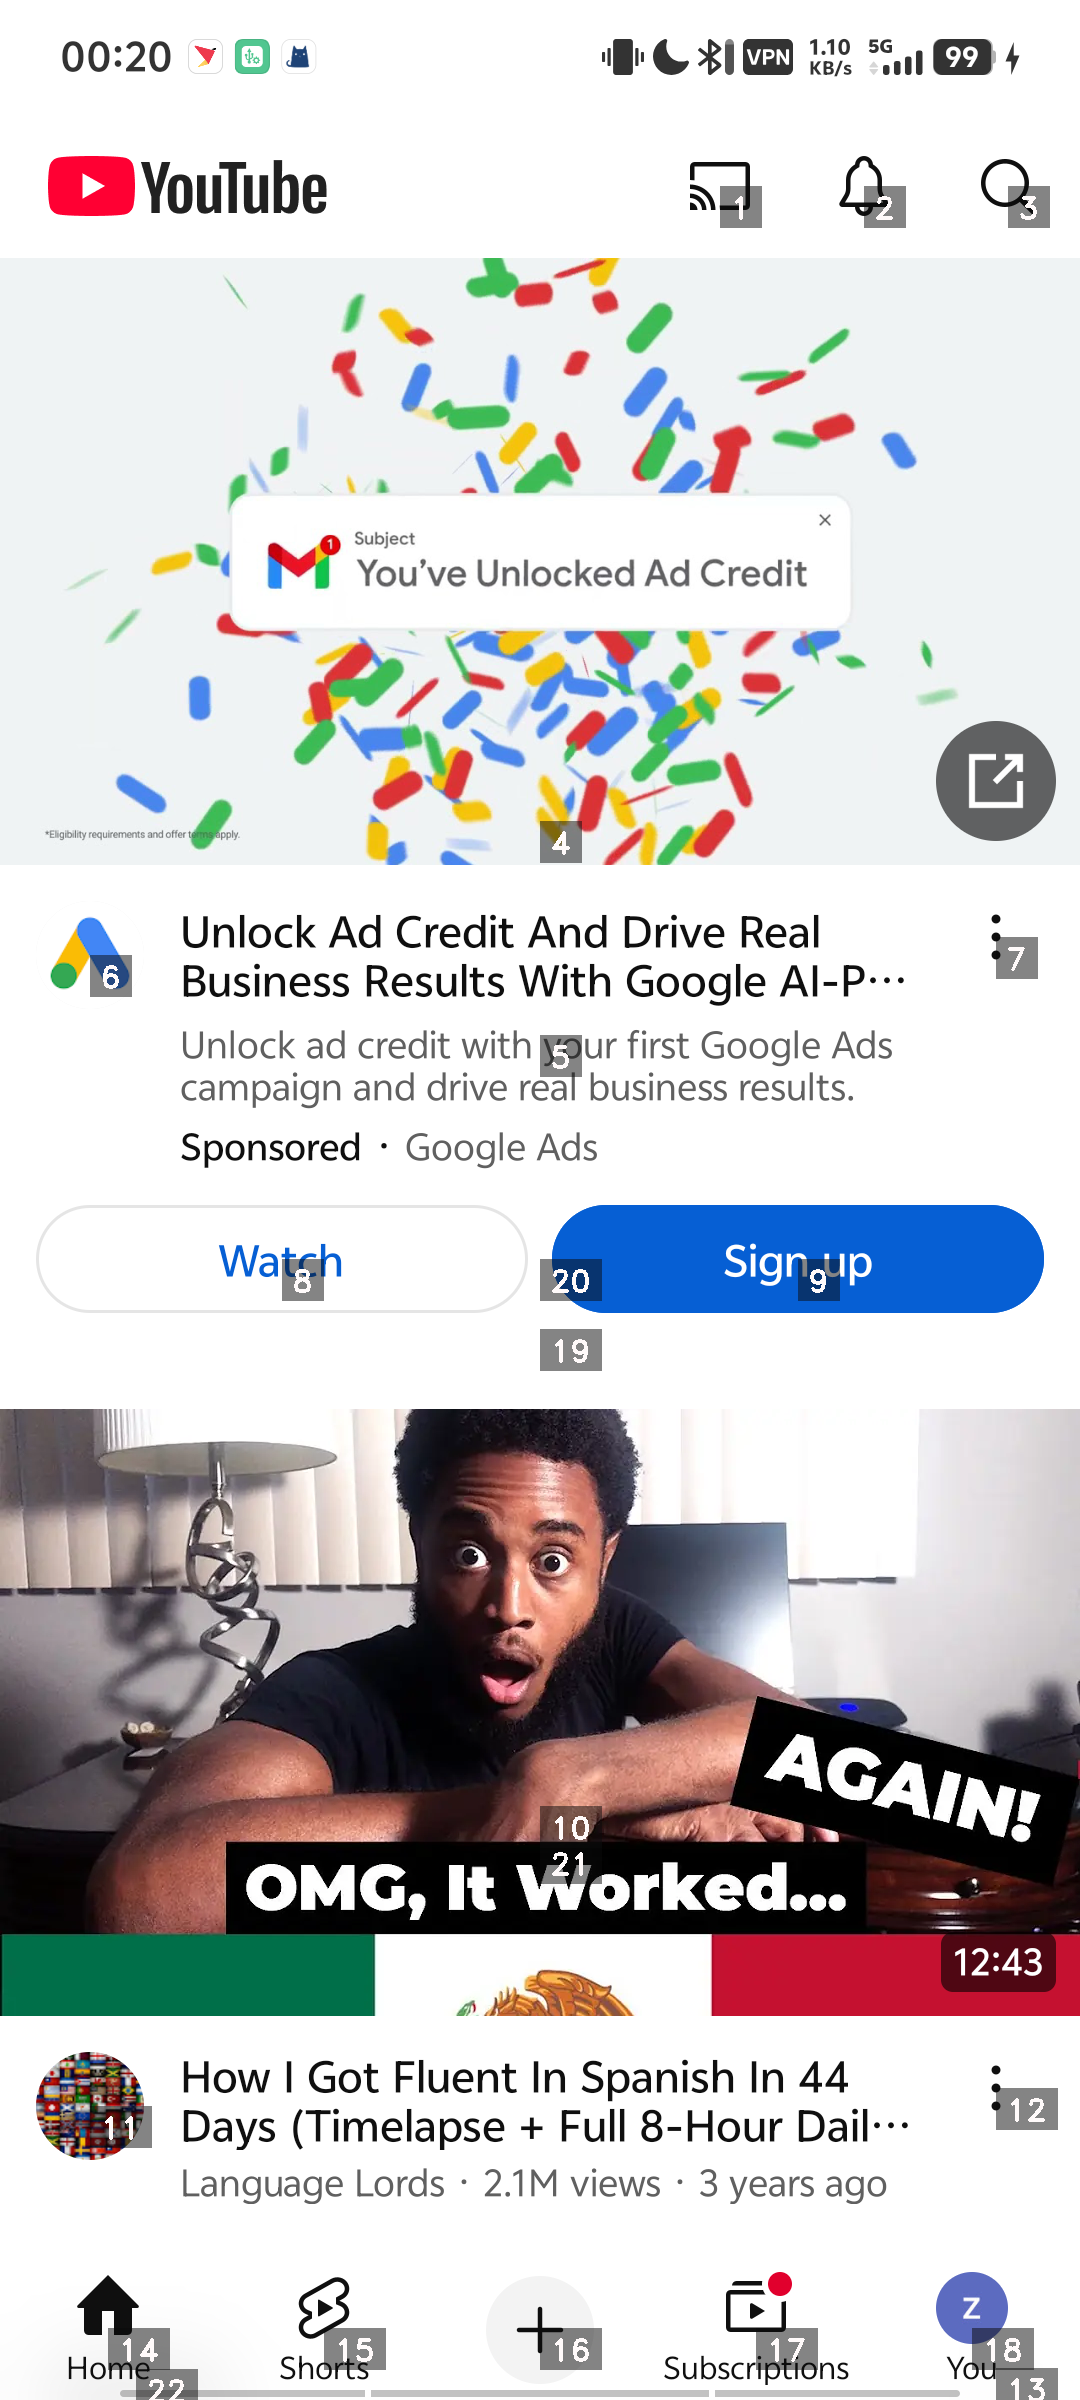 00:20
VPN
1.10
KB/s
5G
99
YouTube
1
2
3
1
Subject
You've Unlocked Ad Credit
*Eligibility requirements and offer terms apply.
4
Unlock Ad Credit And Drive Real
Business Results With Google AI-P...
6
7
Unlock ad credit with your first Google Ads
campaign and drive real business results.
5
Sponsored · Google Ads
Watch
Sign up
8
20
9
19
AGAIN!
10
21
OMG, It Worked...
12:43
How I Got Fluent In Spanish In 44
Days (Timelapse + Full 8-Hour Dail...
11
12
Language Lords · 2.1M views · 3 years ago
Z
14
15
16
17
18
Home
Shorts
Subscriptions
You
22
13